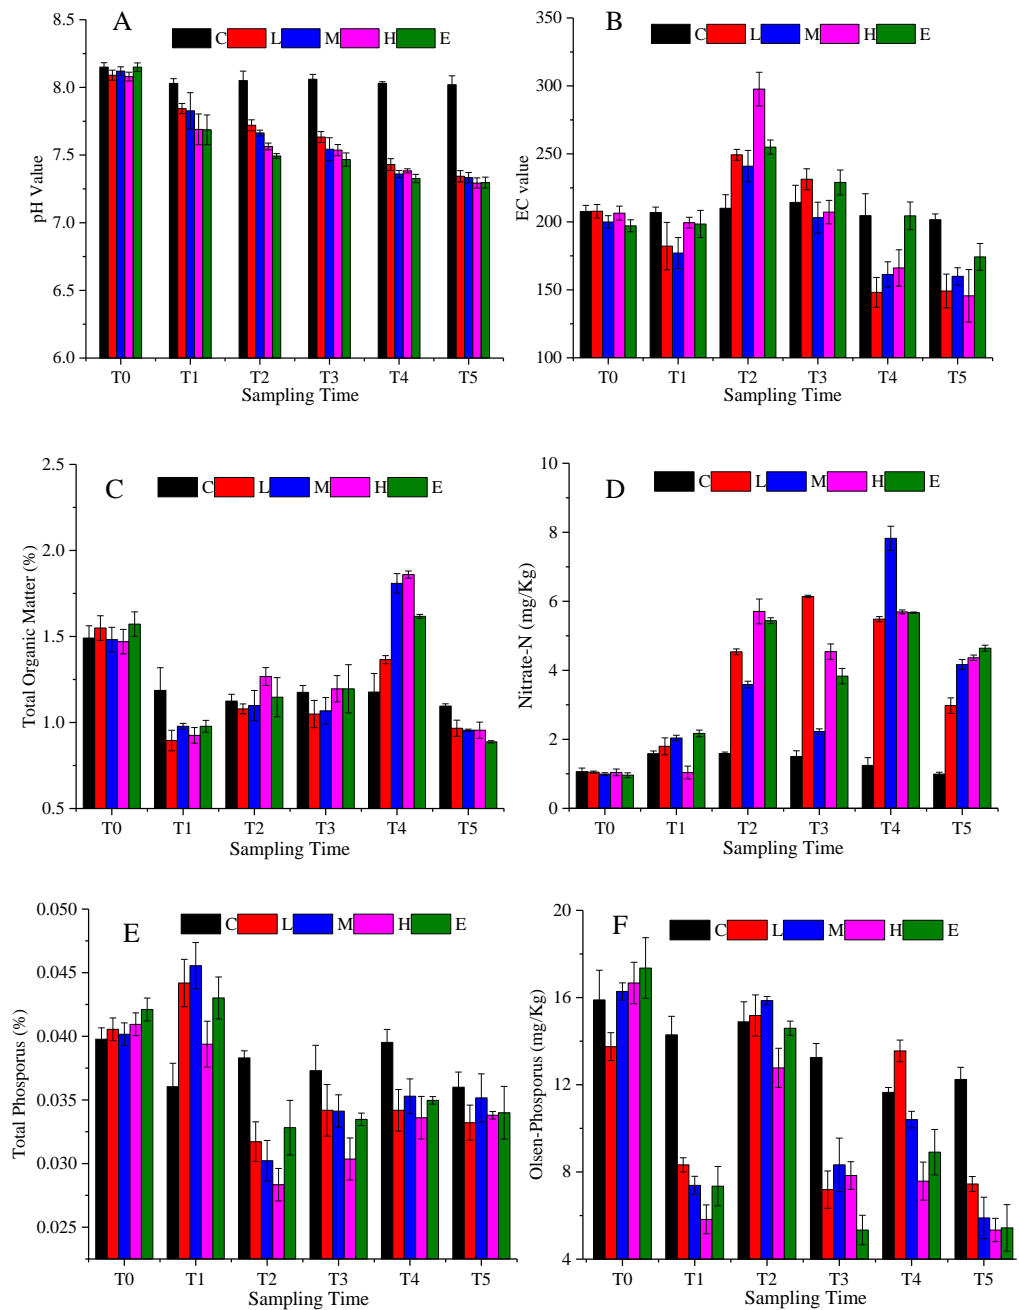 A
C L M H E
8.5
8.0
7.5
7.0
6.5
6.0
pH Value
T0 T1 T2 T3 T4 T5
Sampling Time
B
C L M H E
350
300
250
200
150
100
EC value
T0 T1 T2 T3 T4 T5
Sampling Time
C
C L M H E
2.5
2.0
1.5
1.0
0.5
Total Organic Matter (%)
T0 T1 T2 T3 T4 T5
Sampling Time
D
C L M H E
10
8
6
4
2
0
Nitrate-N (mg/Kg)
T0 T1 T2 T3 T4 T5
Sampling Time
E
C L M H E
0.050
0.045
0.040
0.035
0.030
0.025
Total Phosporus (%)
T0 T1 T2 T3 T4 T5
Sampling Time
F
C L M H E
20
16
12
8
4
Olsen-Phosporus (mg/Kg)
T0 T1 T2 T3 T4 T5
Sampling Time